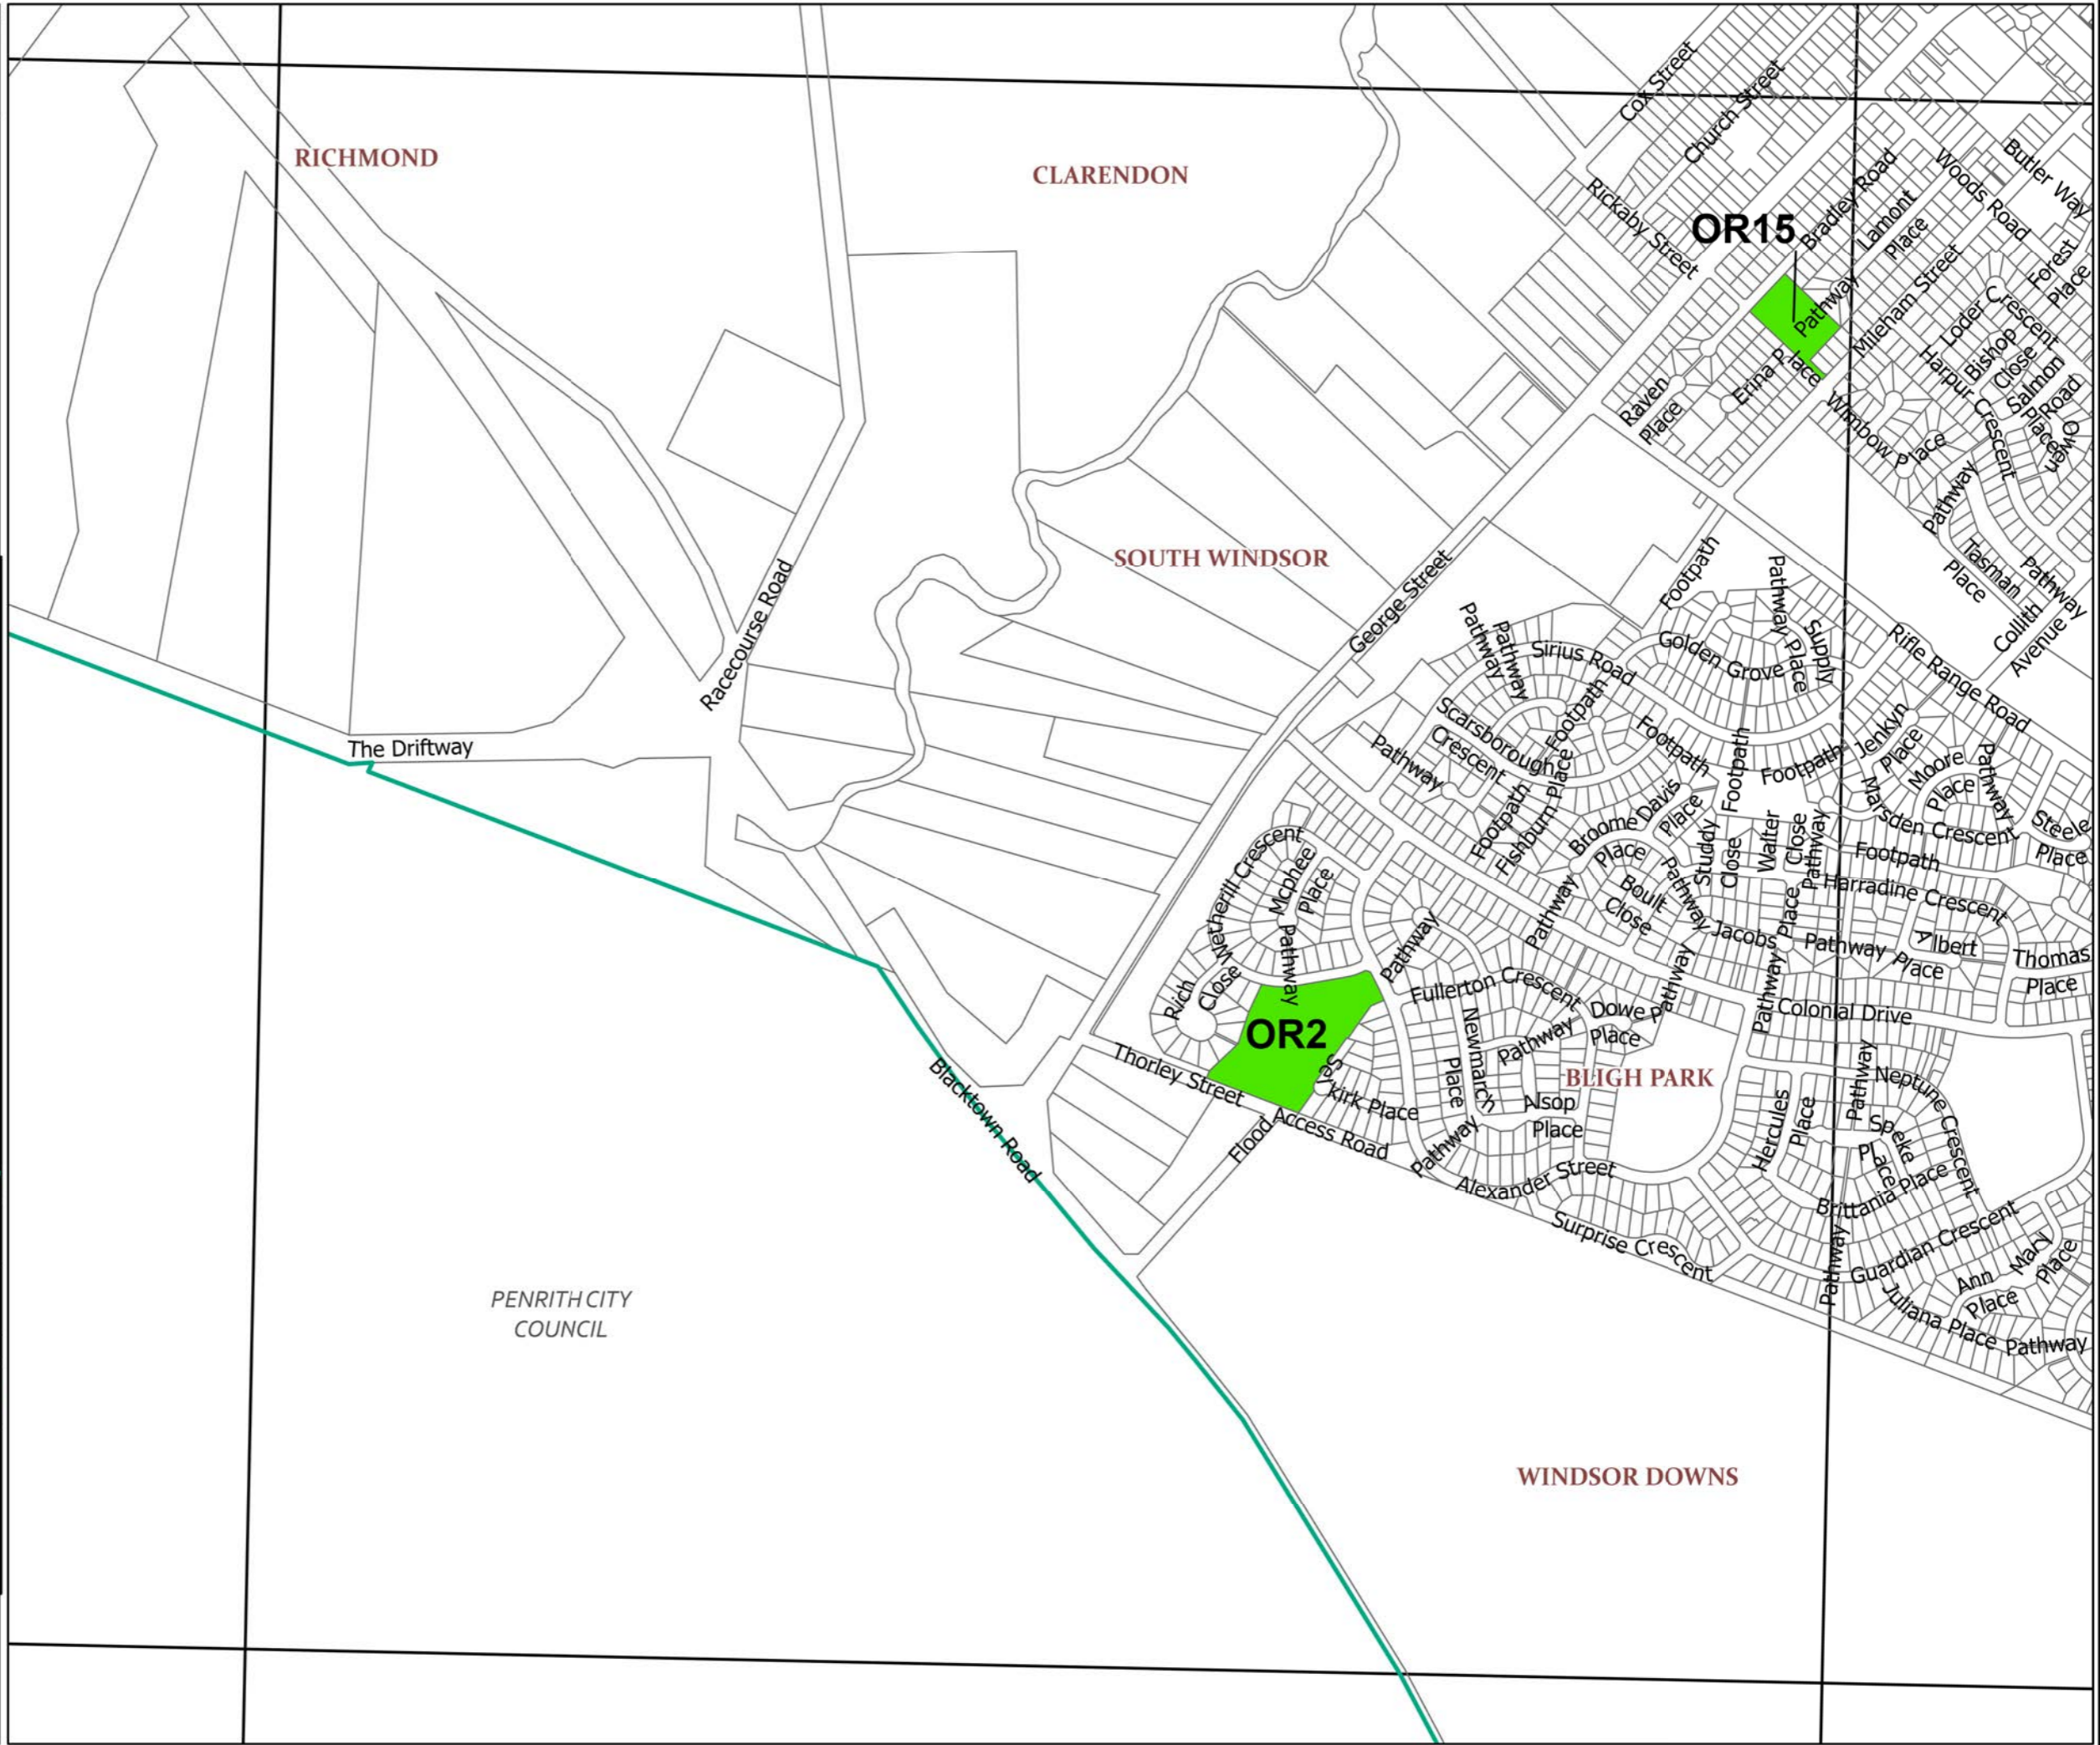 Cox Street
Church Street
RICHMOND
CLARENDON
Rickaby Street
OR15
Bradley Road
Lamont
Place
Woods Road
Butler Way
Forest
Place
Pathway
Mileham Street
Loder Crescent
Bishop
Close
Salmon
Place
Owen
Road
Harpur Crescent
Erina Place
Raven
Place
Wimbow Place
Pathway
Tasman
Place
Pathway
Collith
Avenue
SOUTH WINDSOR
George Street
Racecourse Road
The Driftway
Footpath
Pathway
Pathway
Sirius Road
Golden Grove
Pathway
Place
Supply
Rifle Range Road
Scarsborough
Crescent
Footpath
Footpath
Footpath
Footpath
Jenkyn
Place
Moore
Place
Pathway
Marsden Crescent
Steele
Place
Pathway
Footpath
Fishburn Place
Broome
Place
Davis
Place
Studdy
Close
Walter
Close
Pathway
Footpath
Harradine Crescent
Wetherill Crescent
Mcphee
Place
Pathway
Pathway
Boult
Close
Pathway
Jacobs
Place
Pathway
Albert
Place
Thomas
Place
Rich
Close
OR2
Pathway
Fullerton Crescent
Dowe
Place
Pathway
Pathway
Colonial Drive
Newmarch
Place
Pathway
BLIGH PARK
Alsop
Place
Thorley Street
Selkirk Place
Flood
Access Road
Pathway
Alexander Street
Hercules
Place
Pathway
Neptune Crescent
Speke
Place
Brittania Place
Surprise Crescent
Pathway
Guardian Crescent
Mary
Ann
Place
Place
Juliana Place
Pathway
Blacktown Road
PENRITH CITY
COUNCIL
WINDSOR DOWNS